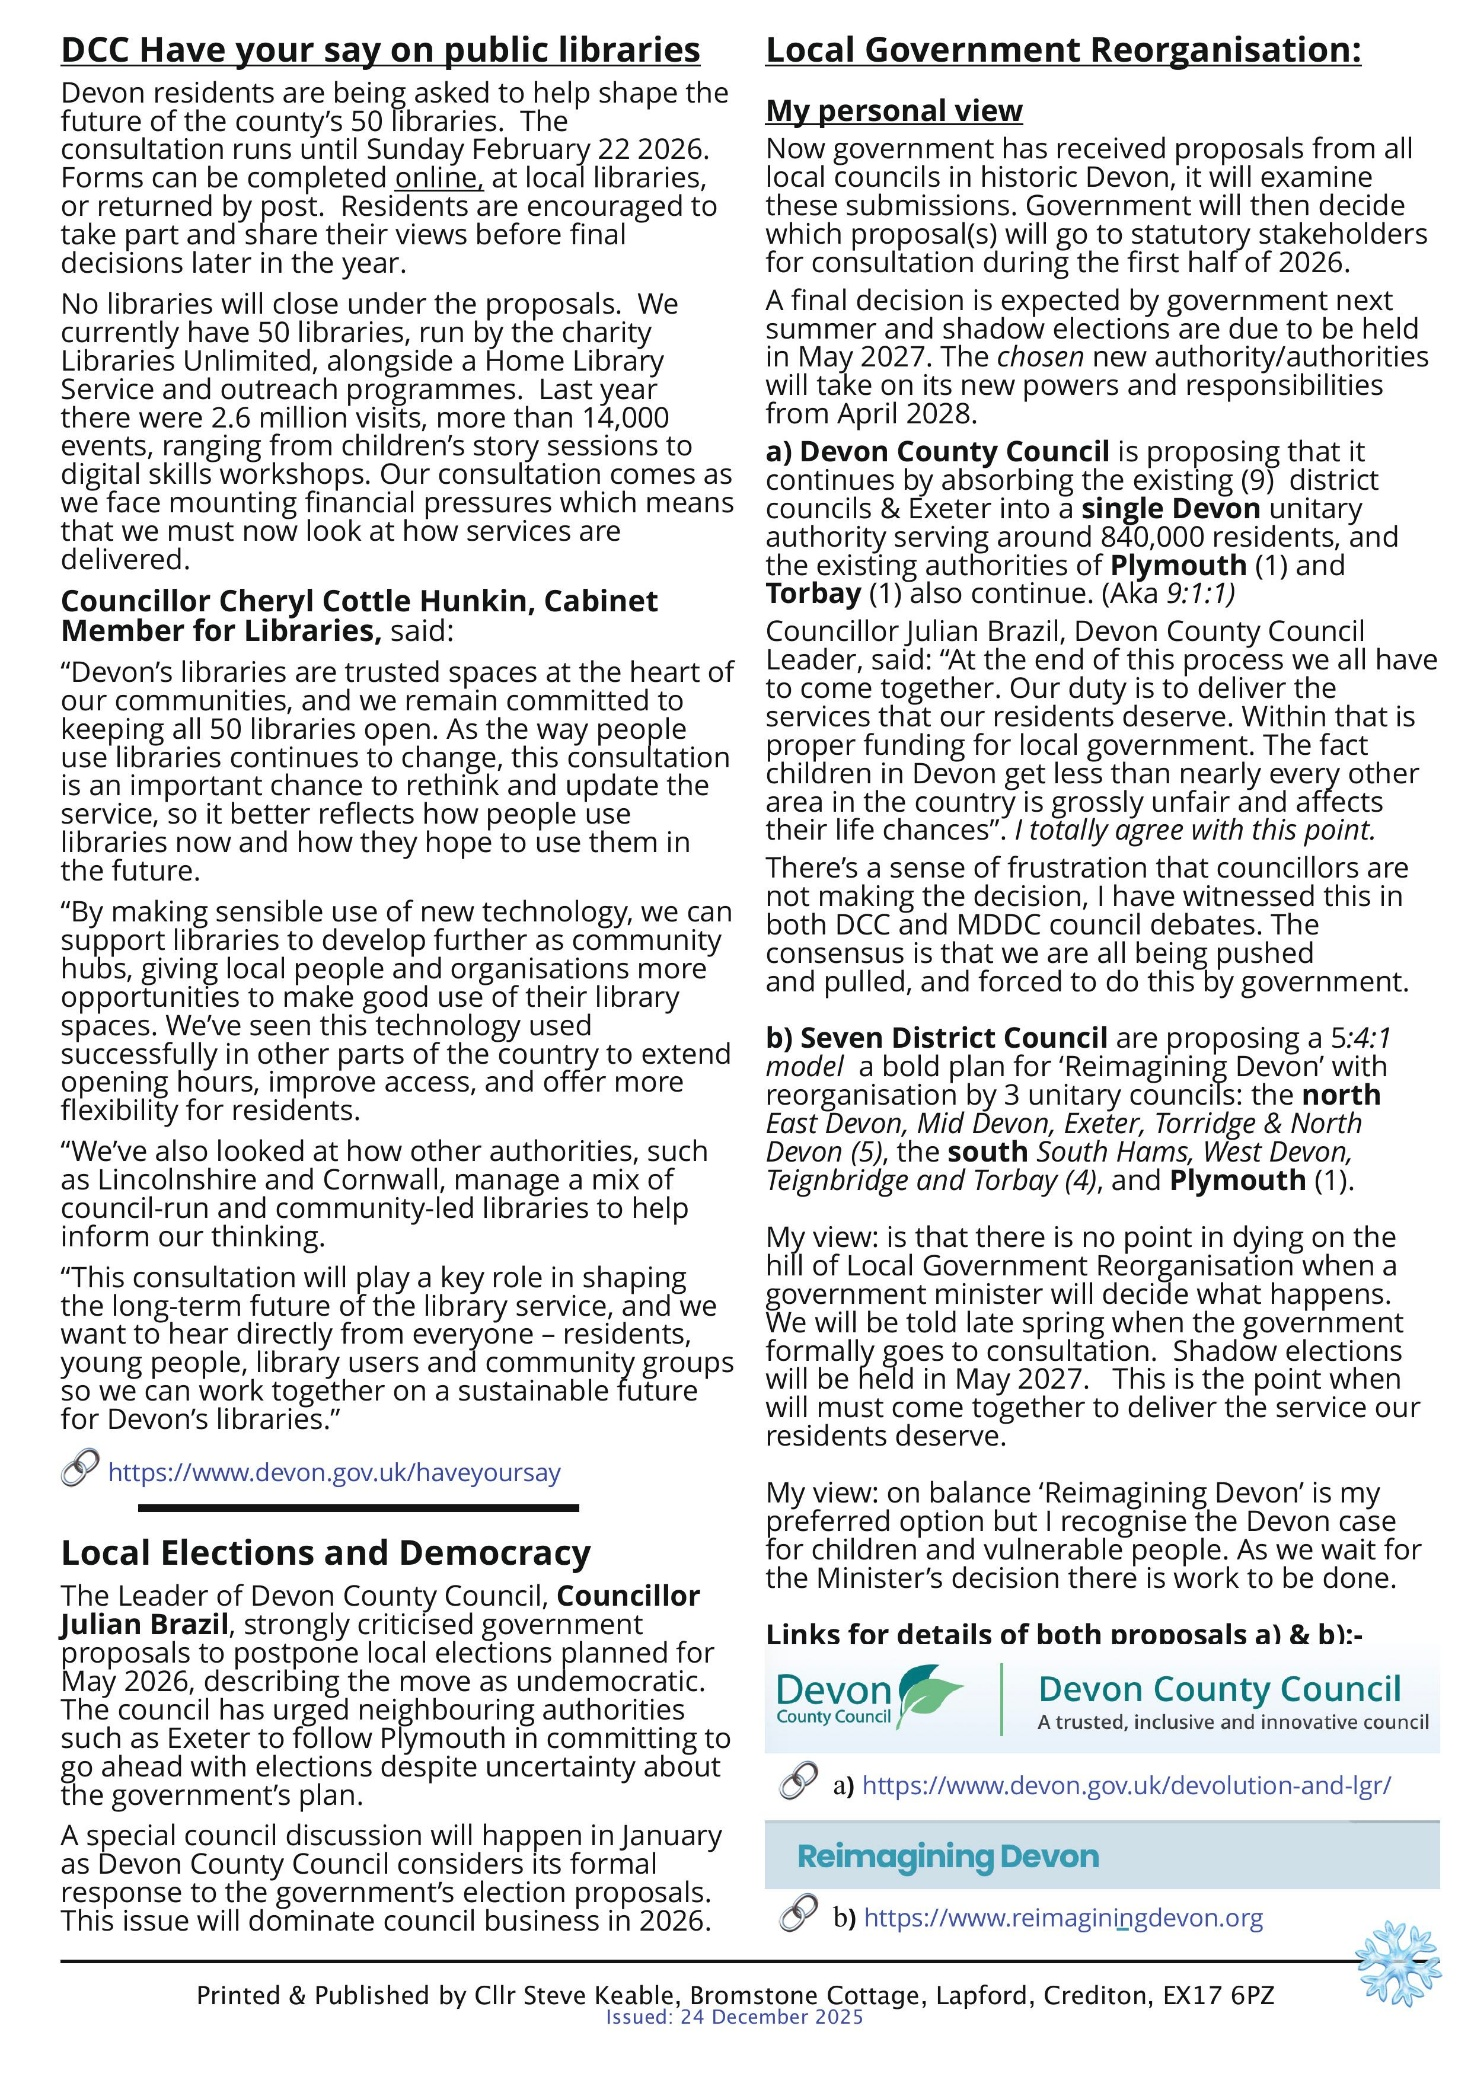 DCC Have your say on public libraries
Devon residents are being asked to help shape the
future of the county's 50 libraries.  The
consultation runs until Sunday February 22 2026.
Forms can be completed online, at local libraries,
or returned by post.  Residents are encouraged to
take part and share their views before final
decisions later in the year.
No libraries will close under the proposals.  We
currently have 50 libraries, run by the charity
Libraries Unlimited, alongside a Home Library
Service and outreach programmes.  Last year
there were 2.6 million visits, more than 14,000
events, ranging from children's story sessions to
digital skills workshops. Our consultation comes as
we face mounting financial pressures which means
that we must now look at how services are
delivered.
Councillor Cheryl Cottle Hunkin, Cabinet
Member for Libraries, said:
“Devon's libraries are trusted spaces at the heart of
our communities, and we remain committed to
keeping all 50 libraries open. As the way people
use libraries continues to change, this consultation
is an important chance to rethink and update the
service, so it better reflects how people use
libraries now and how they hope to use them in
the future.
“By making sensible use of new technology, we can
support libraries to develop further as community
hubs, giving local people and organisations more
opportunities to make good use of their library
spaces. We've seen this technology used
successfully in other parts of the country to extend
opening hours, improve access, and offer more
flexibility for residents.
“We've also looked at how other authorities, such
as Lincolnshire and Cornwall, manage a mix of
council-run and community-led libraries to help
inform our thinking.
“This consultation will play a key role in shaping
the long-term future of the library service, and we
want to hear directly from everyone – residents,
young people, library users and community groups
so we can work together on a sustainable future
for Devon's libraries.”
https://www.devon.gov.uk/haveyoursay
Local Elections and Democracy
The Leader of Devon County Council, Councillor
Julian Brazil, strongly criticised government
proposals to postpone local elections planned for
May 2026, describing the move as undemocratic.
The council has urged neighbouring authorities
such as Exeter to follow Plymouth in committing to
go ahead with elections despite uncertainty about
the government's plan.
A special council discussion will happen in January
as Devon County Council considers its formal
response to the government's election proposals.
This issue will dominate council business in 2026.
Local Government Reorganisation:
My personal view
Now government has received proposals from all
local councils in historic Devon, it will examine
these submissions. Government will then decide
which proposal(s) will go to statutory stakeholders
for consultation during the first half of 2026.
A final decision is expected by government next
summer and shadow elections are due to be held
in May 2027. The chosen new authority/authorities
will take on its new powers and responsibilities
from April 2028.
a) Devon County Council is proposing that it
continues by absorbing the existing (9)  district
councils & Exeter into a single Devon unitary
authority serving around 840,000 residents, and
the existing authorities of Plymouth (1) and
Torbay (1) also continue. (Aka 9:1:1)
Councillor Julian Brazil, Devon County Council
Leader, said: “At the end of this process we all have
to come together. Our duty is to deliver the
services that our residents deserve. Within that is
proper funding for local government. The fact
children in Devon get less than nearly every other
area in the country is grossly unfair and affects
their life chances”. I totally agree with this point.
There's a sense of frustration that councillors are
not making the decision, I have witnessed this in
both DCC and MDDC council debates. The
consensus is that we are all being pushed
and pulled, and forced to do this by government.
b) Seven District Council are proposing a 5:4:1
model  a bold plan for ‘Reimagining Devon’ with
reorganisation by 3 unitary councils: the north
East Devon, Mid Devon, Exeter, Torridge & North
Devon (5), the south South Hams, West Devon,
Teignbridge and Torbay (4), and Plymouth (1).
My view: is that there is no point in dying on the
hill of Local Government Reorganisation when a
government minister will decide what happens.
We will be told late spring when the government
formally goes to consultation.  Shadow elections
will be held in May 2027.   This is the point when
will must come together to deliver the service our
residents deserve.
My view: on balance ‘Reimagining Devon’ is my
preferred option but I recognise the Devon case
for children and vulnerable people. As we wait for
the Minister's decision there is work to be done.
Links for details of both proposals a) & b):-
Devon
County Council
Devon County Council
A trusted, inclusive and innovative council
a) https://www.devon.gov.uk/devolution-and-lgr/
Reimagining Devon
b) https://www.reimaginingdevon.org
Printed & Published by Cllr Steve Keable, Bromstone Cottage, Lapford, Crediton, EX17 6PZ
Issued: 24 December 2025